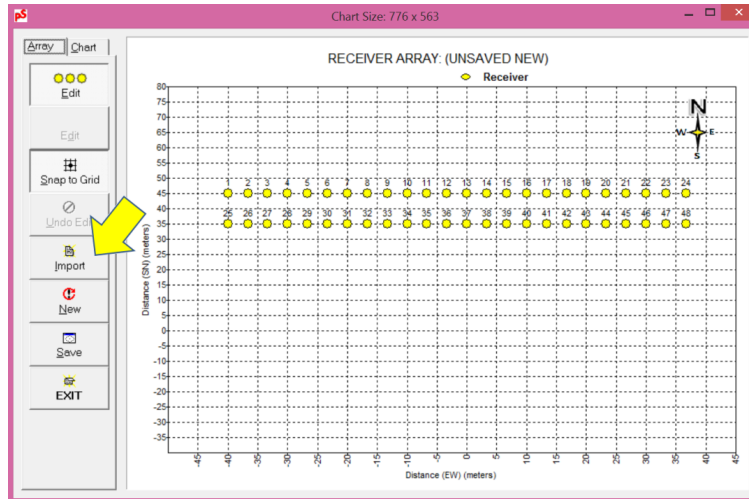 pS Chart Size: 776 x 563
Array Chart
Edit
Edit
Snap to Grid
Undo Edi
Import
New
Save
EXIT
RECEIVER ARRAY: (UNSAVED NEW)
Receiver
N
W E
S
80
75
70
65
60
55
50
45
40
35
30
25
20
15
10
5
0
-5
-10
-15
-20
-25
-30
-35
Distance (SN) (meters)
1 2 3 4 5 6 7 8 9 10 11 12 13 14 15 16 17 18 19 20 21 22 23 24
25 26 27 28 29 30 31 32 33 34 35 36 37 38 39 40 41 42 43 44 45 46 47 48
-45 -40 -35 -30 -25 -20 -15 -10 -5 0 5 10 15 20 25 30 35 40 45
Distance (EW) (meters)